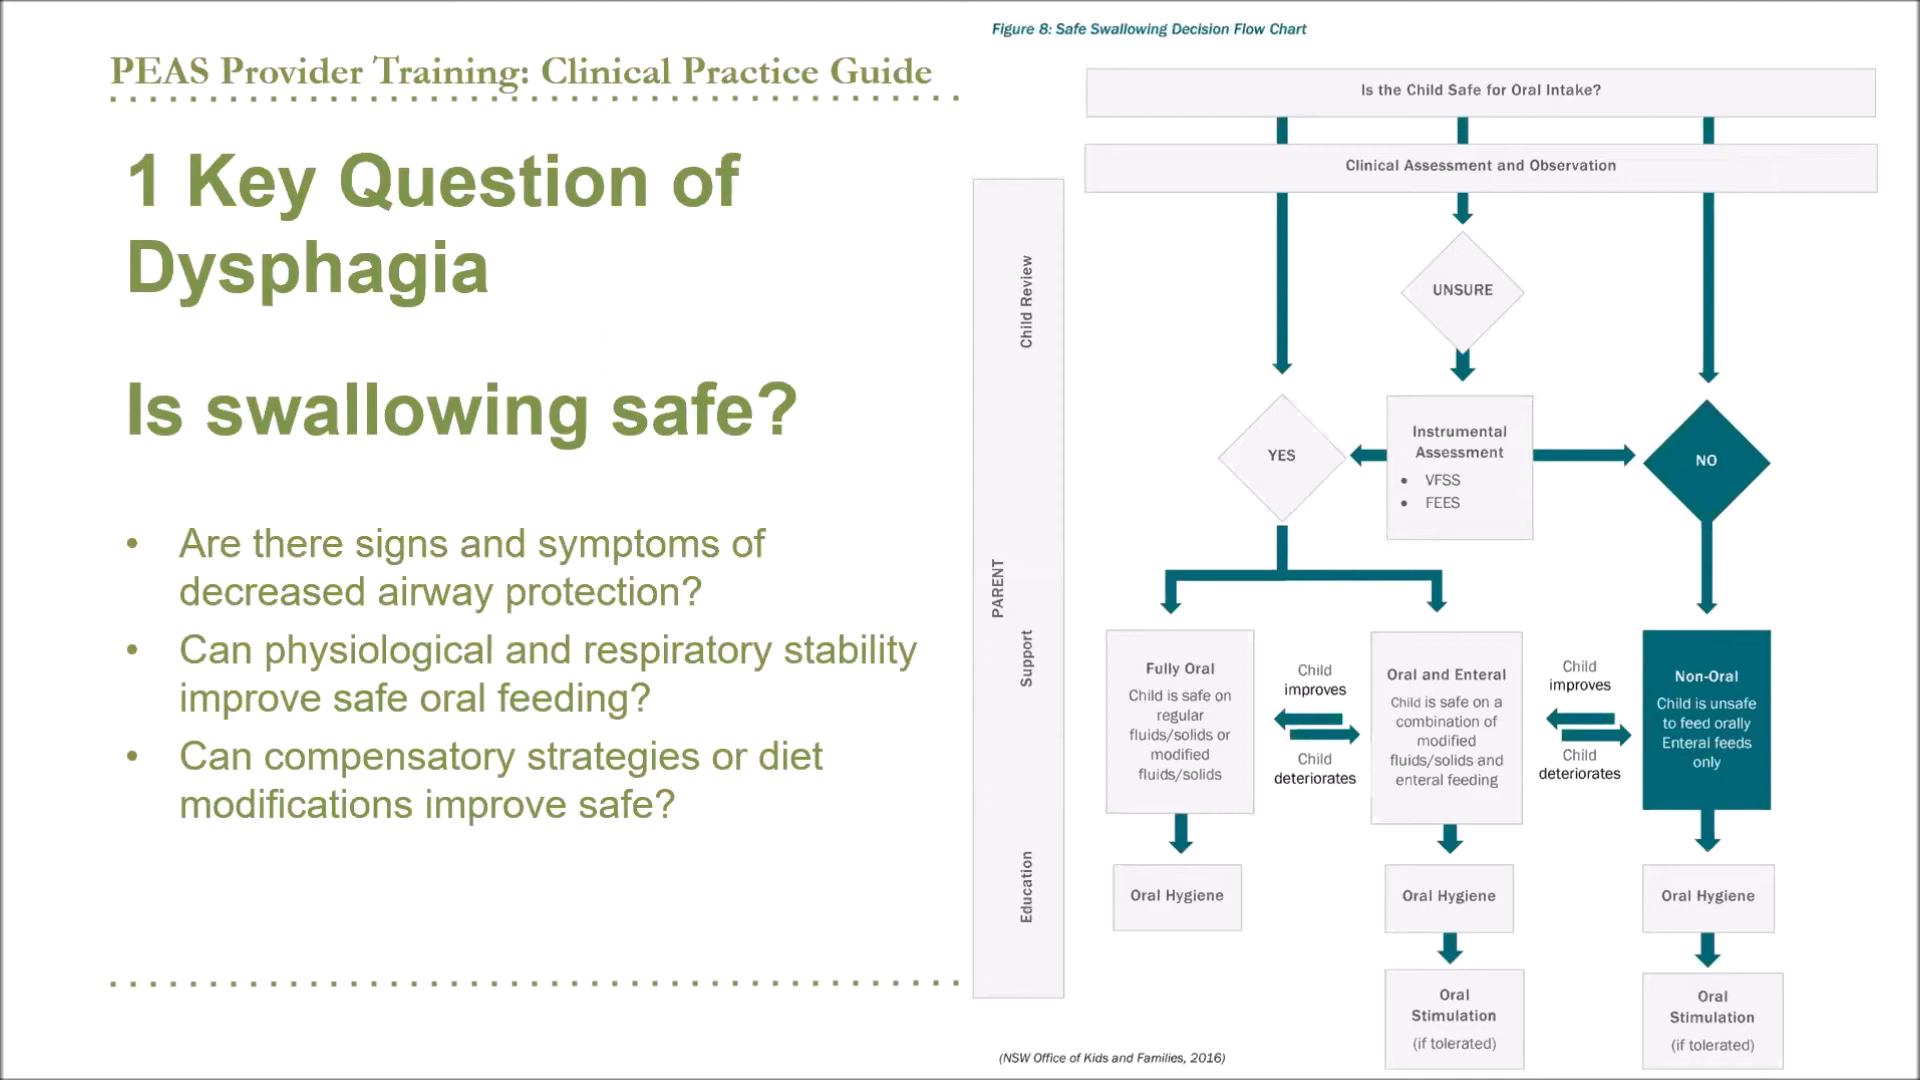 PEAS Provider Training: Clinical Practice Guide
1 Key Question of
Dysphagia
Is swallowing safe?
• Are there signs and symptoms of
decreased airway protection?
• Can physiological and respiratory stability
improve safe oral feeding?
• Can compensatory strategies or diet
modifications improve safe?
Figure 8: Safe Swallowing Decision Flow Chart
Is the Child Safe for Oral Intake?
Clinical Assessment and Observation
PARENT
Child Review
Support
Education
UNSURE
YES
Instrumental
Assessment
• VFSS
• FEES
NO
Fully Oral
Child is safe on
regular
fluids/solids or
modified
fluids/solids
Child
improves
Child
deteriorates
Oral and Enteral
Child is safe on a
combination of
modified
fluids/solids and
enteral feeding
Child
improves
Child
deteriorates
Non-Oral
Child is unsafe
to feed orally
Enteral feeds
only
Oral Hygiene
Oral Hygiene
Oral Hygiene
Oral
Stimulation
(if tolerated)
Oral
Stimulation
(if tolerated)
(NSW Office of Kids and Families, 2016)